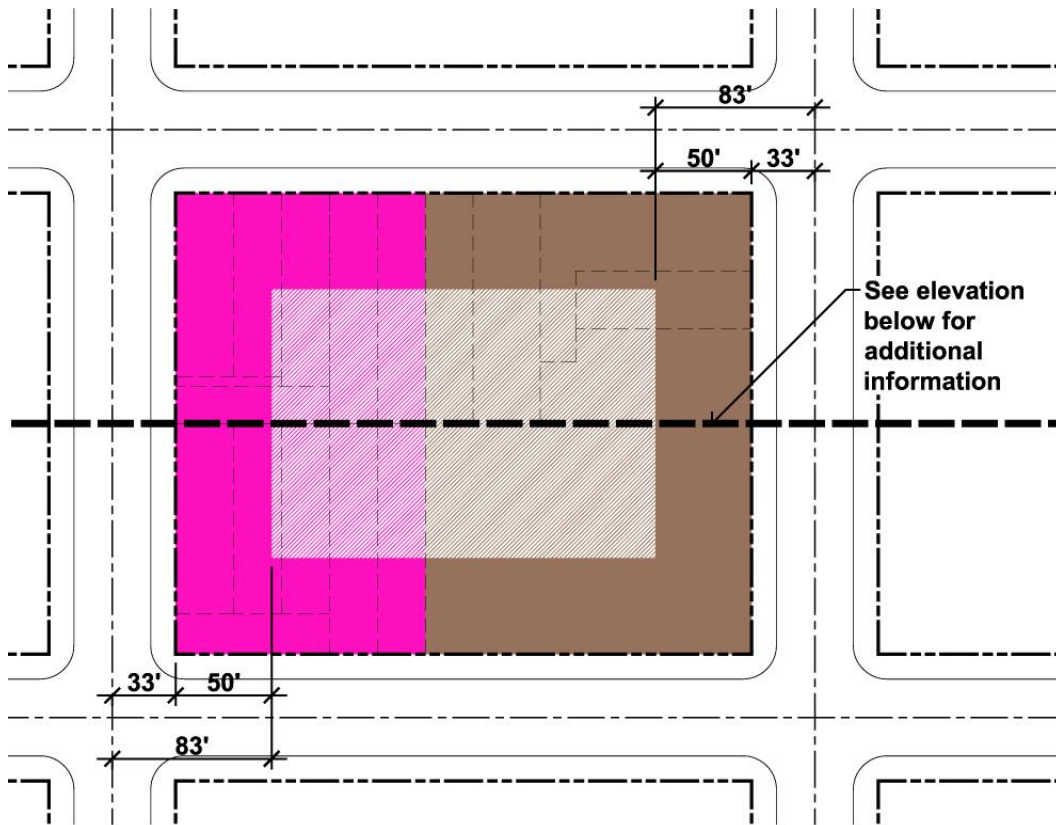 83'
50'
33'
See elevation
below for
additional
information
33'
50'
83'